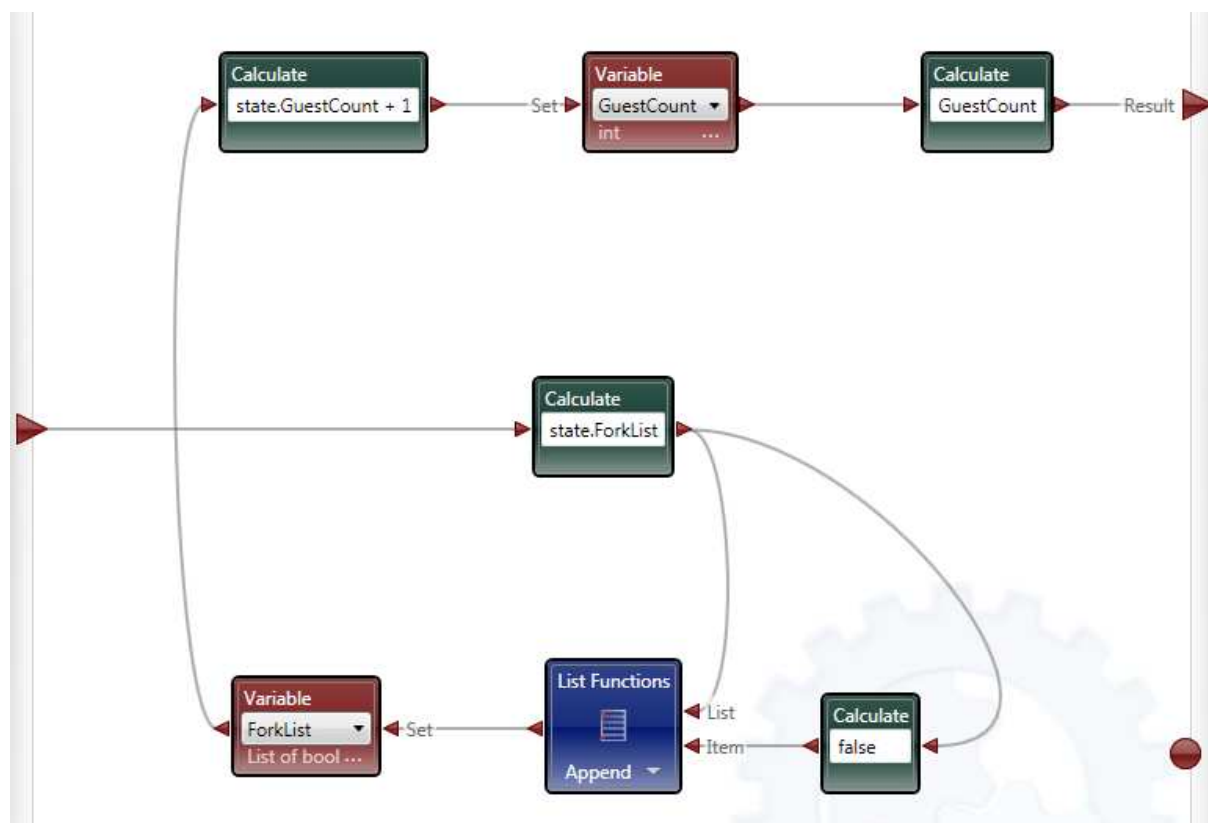 Calculate
state.GuestCount + 1
Set
Variable
GuestCount
int ...
Calculate
GuestCount
Result
Calculate
state.ForkList
Variable
ForkList
List of bool ...
Set
List Functions
Append
List
Item
Calculate
false